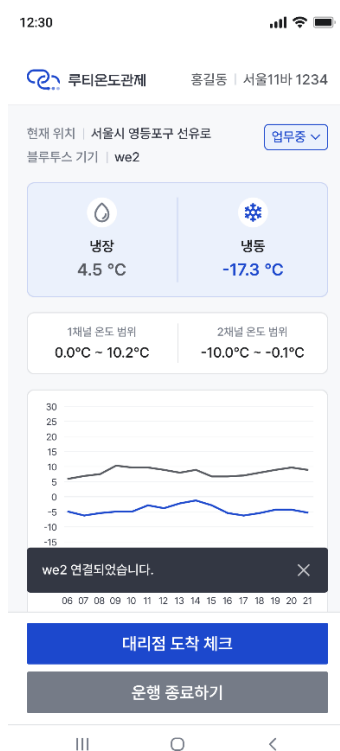 12:30
루티온도관제 홍길동 | 서울11바 1234
현재 위치 | 서울시 영등포구 선유로
업무중
블루투스 기기 | we2
냉장 냉동
4.5 °C -17.3 °C
1채널 온도 범위 2채널 온도 범위
0.0°C ~ 10.2°C -10.0°C ~ -0.1°C
30
25
20
15
10
5
0
-5
-10
-15
we2 연결되었습니다.
06 07 08 09 10 11 12 13 14 15 16 17 18 19 20 21
대리점 도착 체크
운행 종료하기